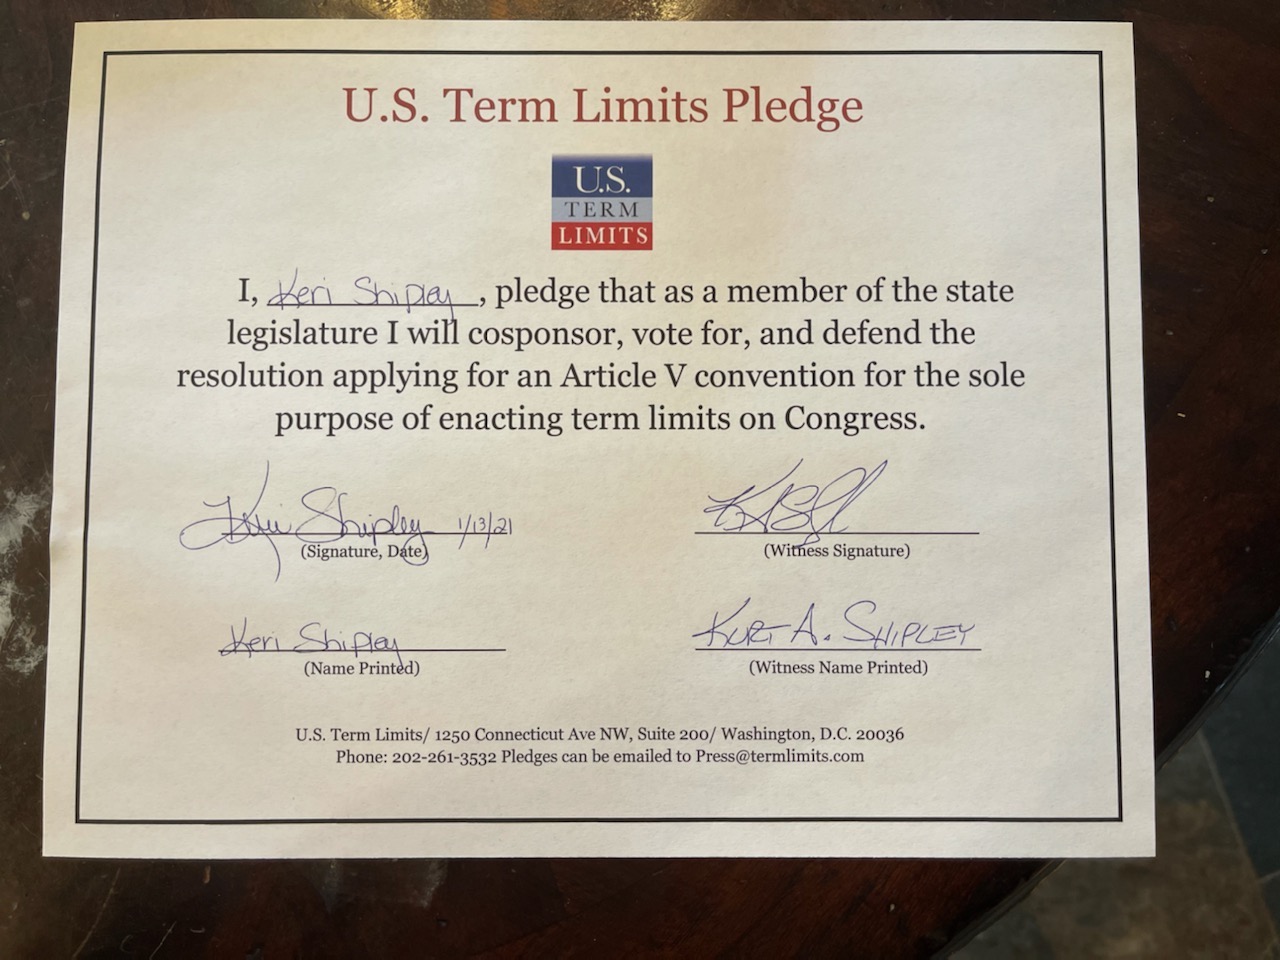 U.S. Term Limits Pledge
U.S.
TERM
LIMITS
I, Keri Shipley, pledge that as a member of the state
legislature I will cosponsor, vote for, and defend the
resolution applying for an Article V convention for the sole
purpose of enacting term limits on Congress.
Keri Shipley 1/13/21
(Signature, Date)
(Witness Signature)
Keri Shipley
KURT A. SHIPLEY
(Name Printed)
(Witness Name Printed)
U.S. Term Limits/ 1250 Connecticut Ave NW, Suite 200/ Washington, D.C. 20036
Phone: 202-261-3532 Pledges can be emailed to Press@termlimits.com